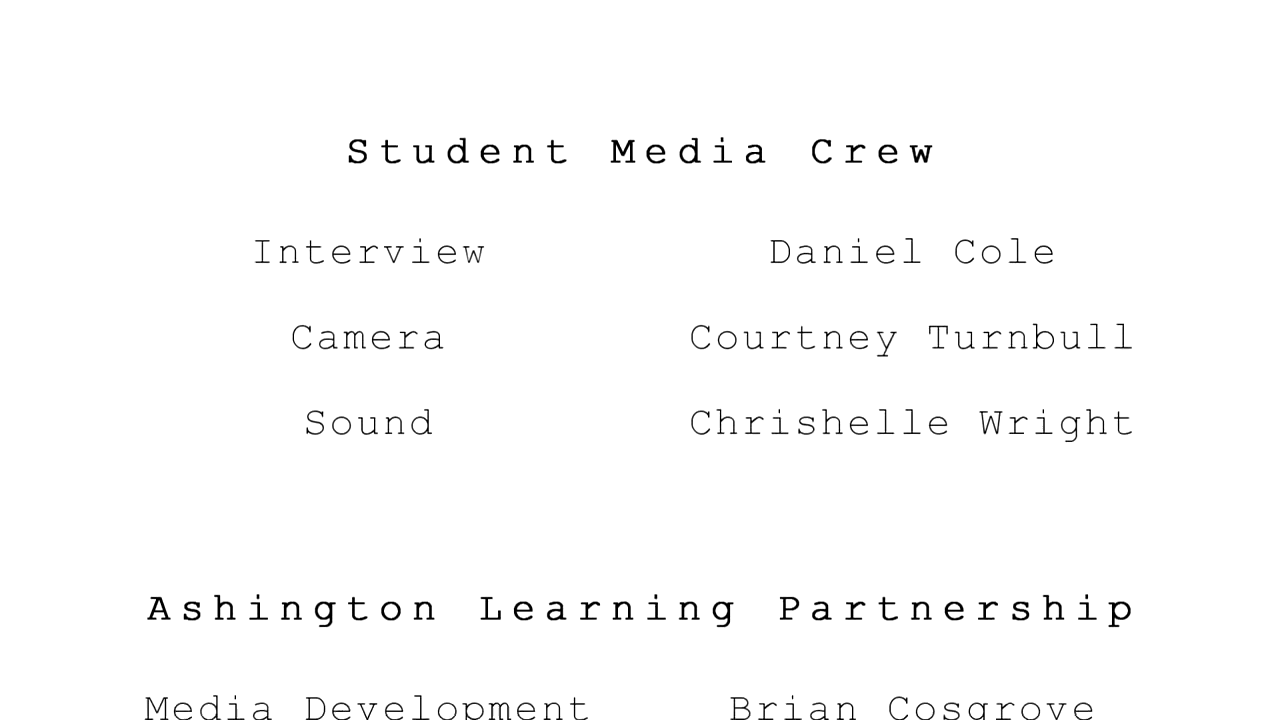 Student Media Crew
Interview Daniel Cole
Camera Courtney Turnbull
Sound Chrishelle Wright
Ashington Learning Partnership
Media Development Brian Cosgrove